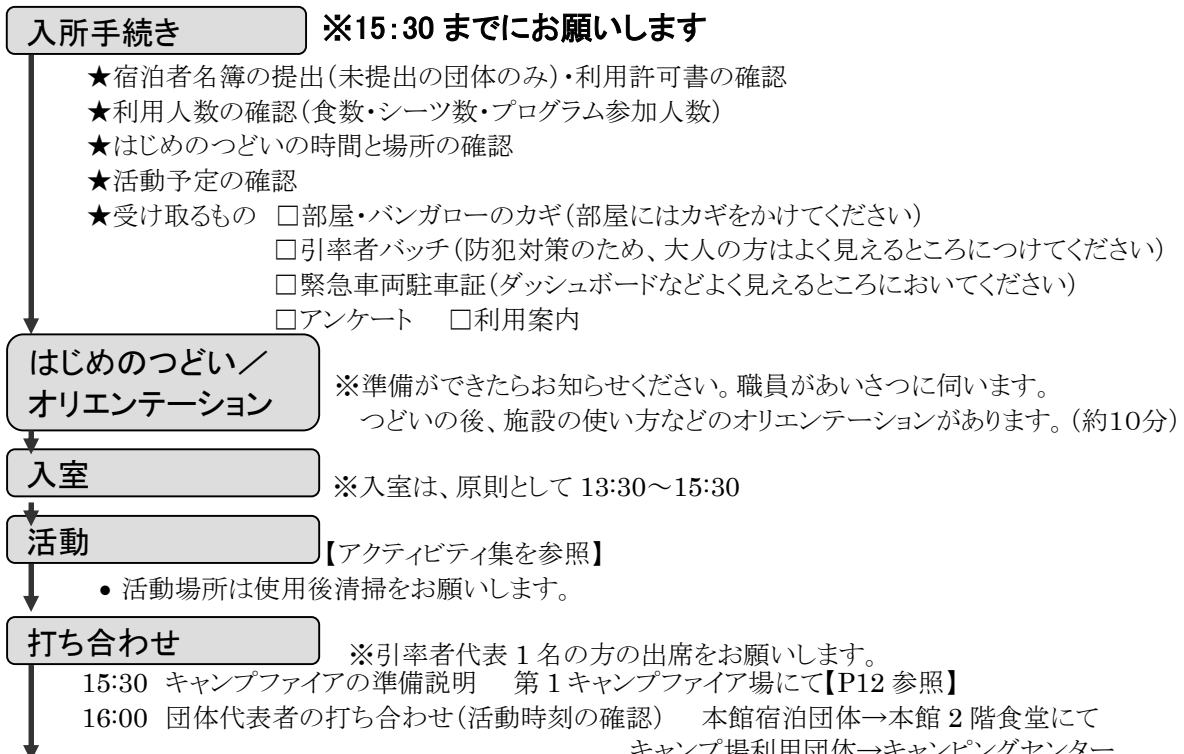 入所手続き ※15:30 までにお願いします
★宿泊者名簿の提出(未提出の団体のみ)・利用許可書の確認
★利用人数の確認(食数・シーツ数・プログラム参加人数)
★はじめのつどいの時間と場所の確認
★活動予定の確認
★受け取るもの □部屋・バンガローのカギ(部屋にはカギをかけてください)
□引率者バッチ(防犯対策のため、大人の方はよく見えるところにつけてください)
□緊急車両駐車証(ダッシュボードなどよく見えるところにおいてください)
□アンケート □利用案内
はじめのつどい/
オリエンテーション
※準備ができたらお知らせください。職員があいさつに伺います。
つどいの後、施設の使い方などのオリエンテーションがあります。(約10分)
入室 ※入室は、原則として 13:30~15:30
活動 【アクティビティ集を参照】
• 活動場所は使用後清掃をお願いします。
打ち合わせ ※引率者代表 1 名の方の出席をお願いします。
15:30 キャンプファイアの準備説明 第 1 キャンプファイア場にて【P12 参照】
16:00 団体代表者の打ち合わせ(活動時刻の確認) 本館宿泊団体→本館 2 階食堂にて
キャンプ場利用団体→キャンピングセンター